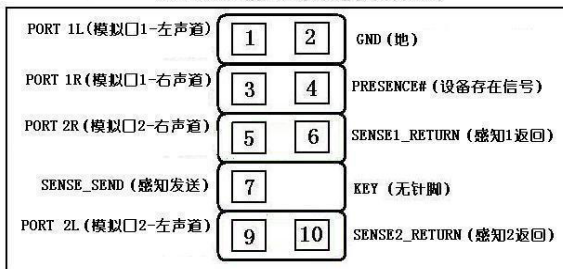 PORT 1L(模拟口1-左声道) 1 2 GND(地)
PORT 1R(模拟口1-右声道) 3 4 PRESENCE#(设备存在信号)
PORT 2R(模拟口2-右声道) 5 6 SENSE1_RETURN(感知1返回)
SENSE_SEND(感知发送) 7 KEY(无针脚)
PORT 2L(模拟口2-左声道) 9 10 SENSE2_RETURN(感知2返回)